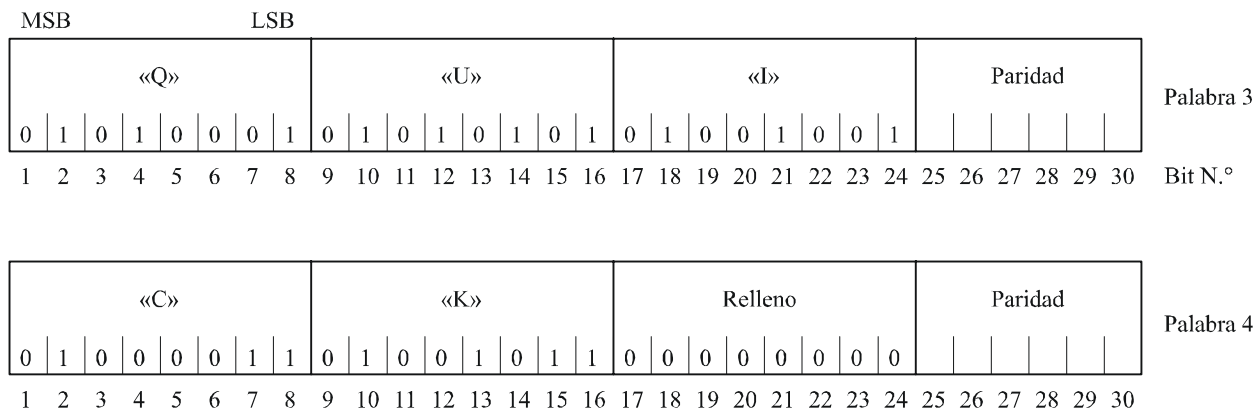 MSB LSB
«Q» «U» «I» Paridad
Palabra 3
0 1 0 1 0 0 0 1 0 1 0 1 0 1 0 1 0 1 0 0 1 0 0 1
1 2 3 4 5 6 7 8 9 10 11 12 13 14 15 16 17 18 19 20 21 22 23 24 25 26 27 28 29 30 Bit N.°
«C» «K» Relleno Paridad
Palabra 4
0 1 0 0 0 0 1 1 0 1 0 0 1 0 1 1 0 0 0 0 0 0 0 0
1 2 3 4 5 6 7 8 9 10 11 12 13 14 15 16 17 18 19 20 21 22 23 24 25 26 27 28 29 30